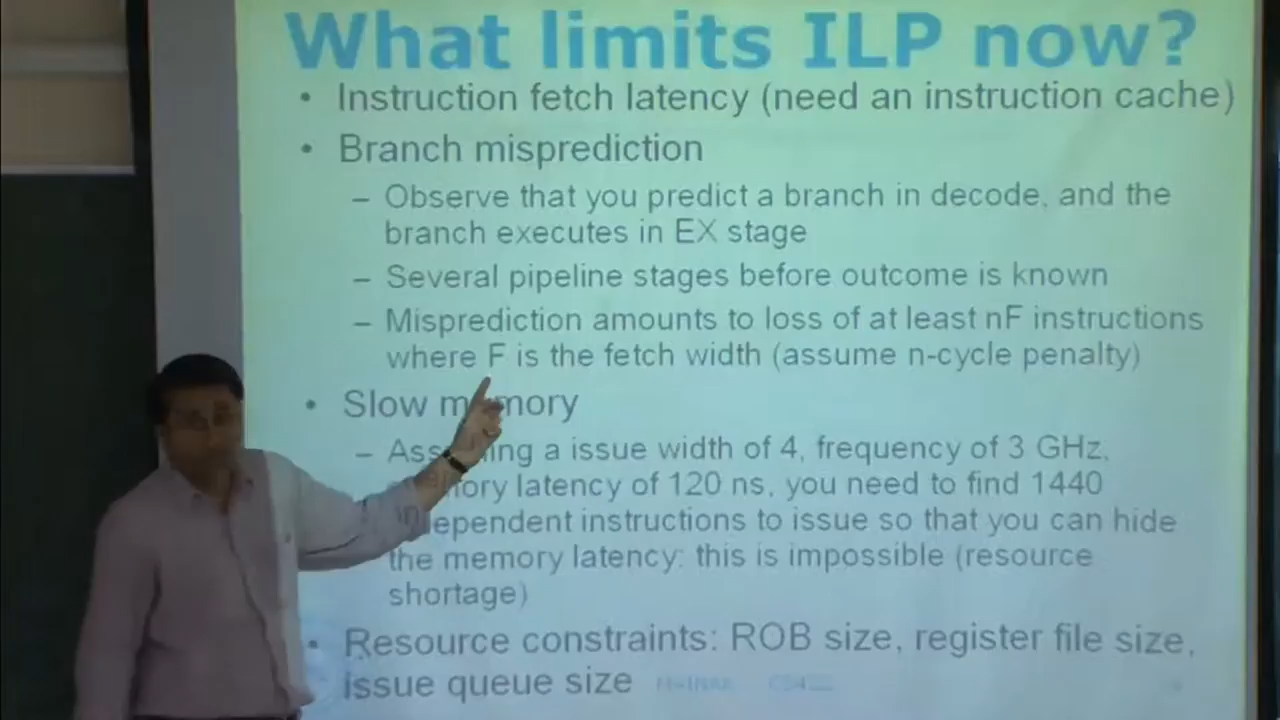 What limits ILP now?
• Instruction fetch latency (need an instruction cache)
• Branch misprediction
– Observe that you predict a branch in decode, and the
branch executes in EX stage
– Several pipeline stages before outcome is known
– Misprediction amounts to loss of at least nF instructions
where F is the fetch width (assume n-cycle penalty)
• Slow memory
– Assuming a issue width of 4, frequency of 3 GHz,
memory latency of 120 ns, you need to find 1440
independent instructions to issue so that you can hide
the memory latency: this is impossible (resource
shortage)
• Resource constraints: ROB size, register file size,
issue queue size